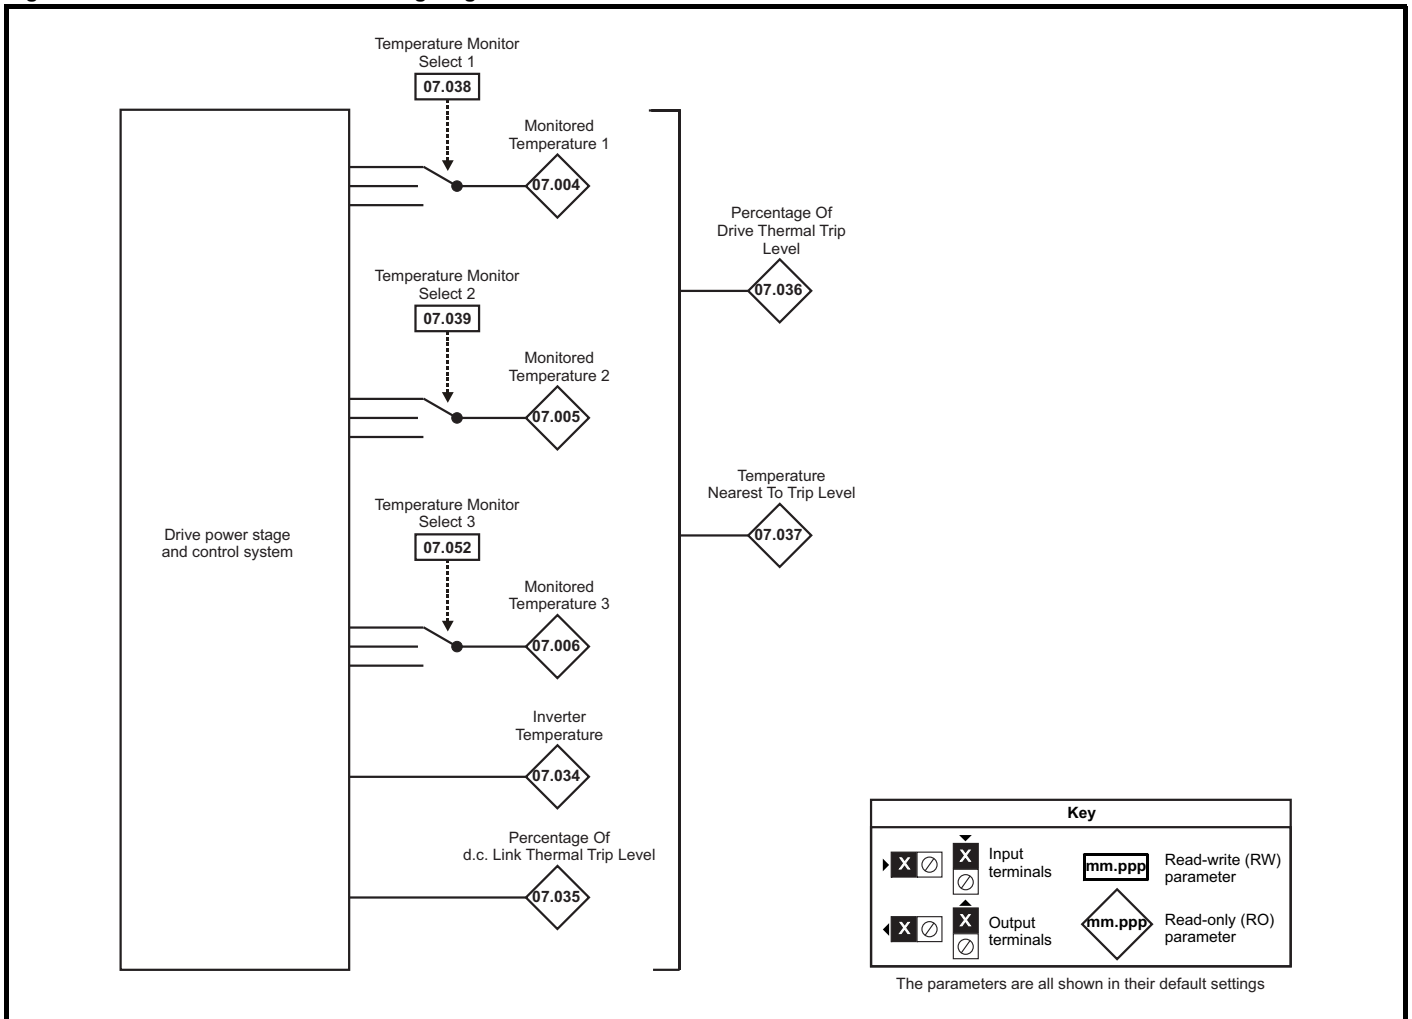 Temperature Monitor
Select 1
07.038
Monitored
Temperature 1
07.004
Percentage Of
Drive Thermal Trip
Level
07.036
Temperature Monitor
Select 2
07.039
Monitored
Temperature 2
07.005
Temperature
Nearest To Trip Level
07.037
Temperature Monitor
Select 3
07.052
Drive power stage
and control system
Monitored
Temperature 3
07.006
Inverter
Temperature
07.034
Percentage Of
d.c. Link Thermal Trip Level
07.035
Key
X
X
Input
terminals
mm.ppp
Read-write (RW)
parameter
X
X
Output
terminals
mm.ppp
Read-only (RO)
parameter
The parameters are all shown in their default settings